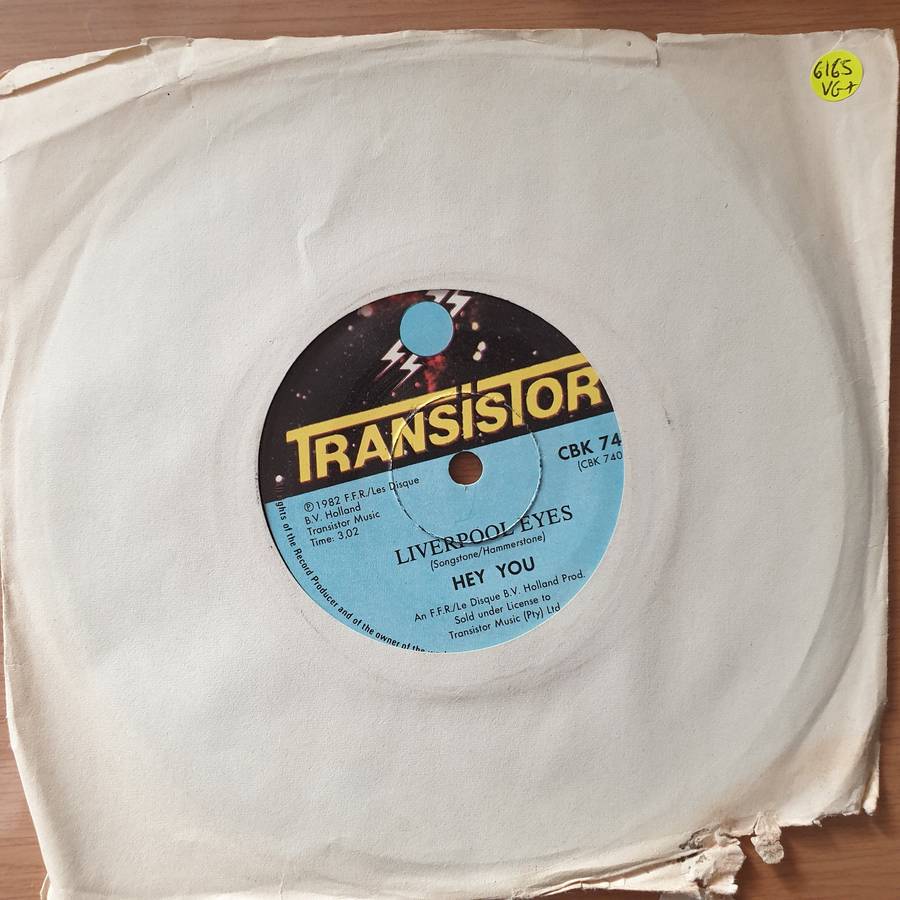 6165
VG+
TRANSISTOR
CBK 74
(CBK 740
℗1982 F.F.R./Les Disque
B.V. Holland
Transistor Music
Time: 3,02
LIVERPOOL EYES
(Songstone/Hammerstone)
HEY YOU
An F.F.R./Le Disque B.V. Holland Prod.
Sold under License to
Transistor Music (Pty) Ltd
ghts of the Record Producer and of the owner of the